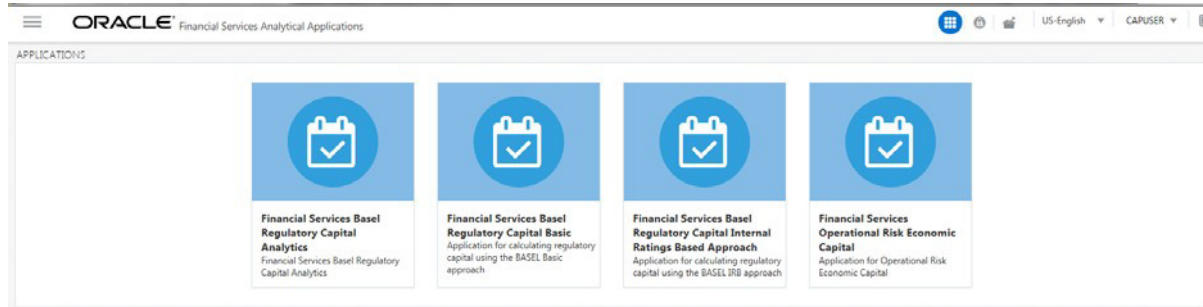 ORACLE® Financial Services Analytical Applications
US-English
CAPUSER
APPLICATIONS
Financial Services Basel
Regulatory Capital
Analytics
Financial Services Basel Regulatory
Capital Analytics
Financial Services Basel
Regulatory Capital Basic
Application for calculating regulatory
capital using the BASEL Basic
approach
Financial Services Basel
Regulatory Capital Internal
Ratings Based Approach
Application for calculating regulatory
capital using the BASEL IRB approach
Financial Services
Operational Risk Economic
Capital
Application for Operational Risk
Economic Capital